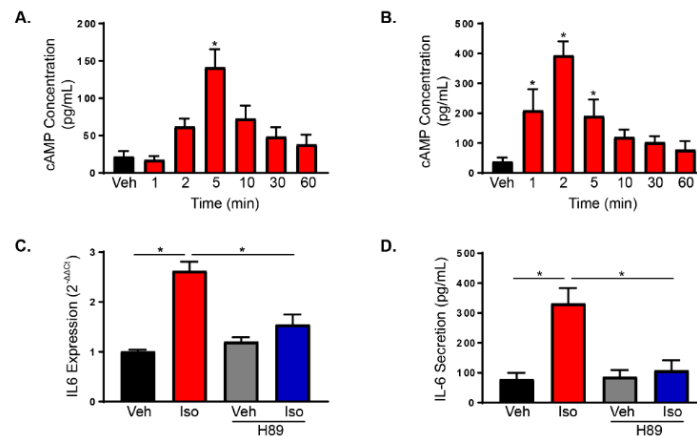 A.
cAMP Concentration
(pg/mL)
200
150
100
50
0
*
Veh 1 2 5 10 30 60
Time (min)
B.
cAMP Concentration
(pg/mL)
500
400
300
200
100
0
* * *
Veh 1 2 5 10 30 60
Time (min)
C.
IL6 Expression (2^-ΔΔCt)
3
2
1
0
* *
Veh Iso Veh Iso
H89
D.
IL-6 Secretion (pg/mL)
500
400
300
200
100
0
* *
Veh Iso Veh Iso
H89